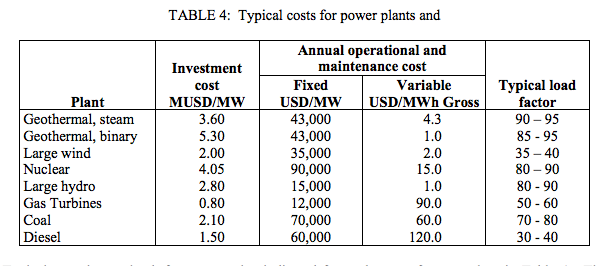 TABLE 4: Typical costs for power plants and
Annual operational and
maintenance cost
Investment
cost
MUSD/MW
Fixed
USD/MW
Variable
USD/MWh Gross
Typical load
factor
Plant
Geothermal, steam 3.60 43,000 4.3 90 – 95
Geothermal, binary 5.30 43,000 1.0 85 - 95
Large wind 2.00 35,000 2.0 35 – 40
Nuclear 4.05 90,000 15.0 80 – 90
Large hydro 2.80 15,000 1.0 80 - 90
Gas Turbines 0.80 12,000 90.0 50 - 60
Coal 2.10 70,000 60.0 70 - 80
Diesel 1.50 60,000 120.0 30 - 40